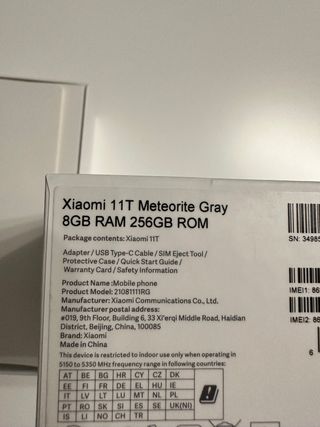 Xiaomi 11T Meteorite Gray
8GB RAM 256GB ROM
Package contents: Xiaomi 11T
Adapter / USB Type-C Cable / SIM Eject Tool /
Protective Case / Quick Start Guide /
Warranty Card / Safety Information
Product Name :Mobile phone
Product Model: 21081111RG
Manufacturer: Xiaomi Communications Co., Ltd.
Manufacturer postal address:
#019, 9th Floor, Building 6, 33 Xi'erqi Middle Road, Haidian
District, Beijing, China, 100085
Brand: Xiaomi
Made in China
This device is restricted to indoor use only when operating in
5150 to 5350 MHz frequency range in following countries:
AT BE BG HR CY CZ DK
EE FI FR DE EL HU IE
IT LV LT LU MT NL PL
PT RO SK SI ES SE UK(NI)
IS LI NO CH TR
SN: 34985
IMEI1: 86
IMEI2: 86
6